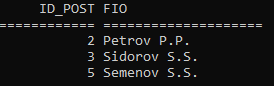 ID_POST FIO
============ ====================
2 Petrov P.P.
3 Sidorov S.S.
5 Semenov S.S.